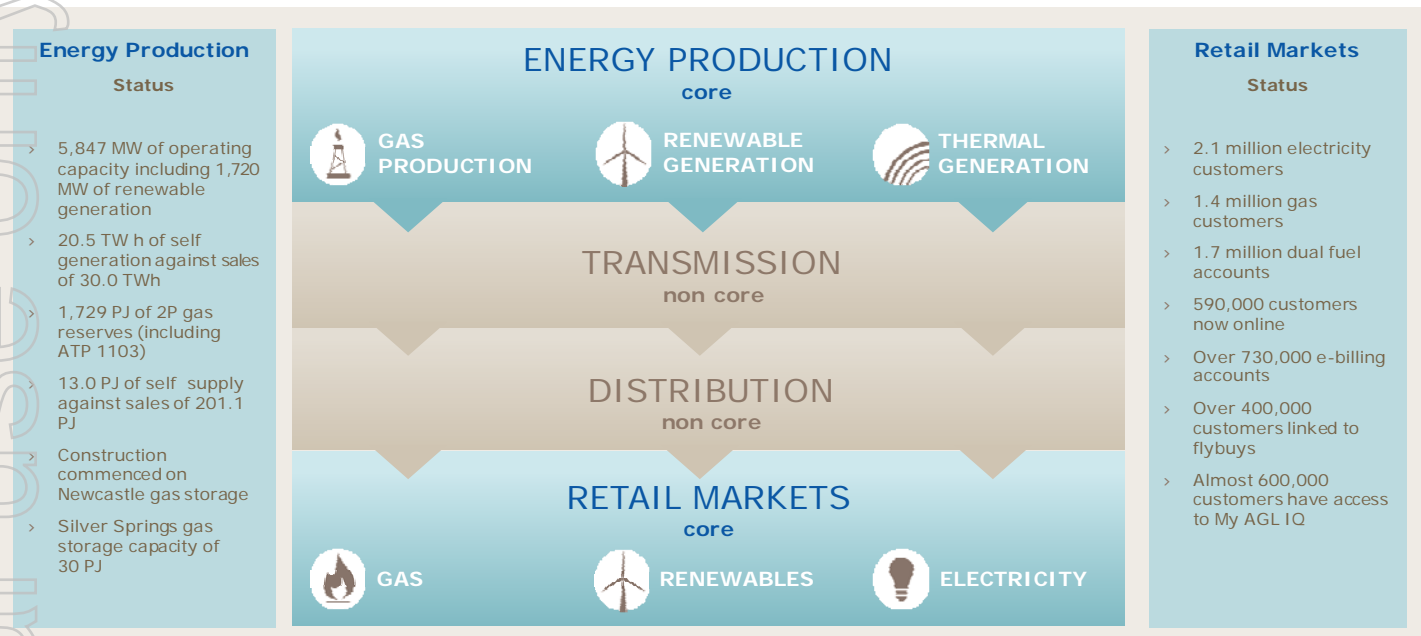 Energy Production
Status
› 5,847 MW of operating
capacity including 1,720
MW of renewable
generation
› 20.5 TW h of self
generation against sales
of 30.0 TWh
› 1,729 PJ of 2P gas
reserves (including
ATP 1103)
› 13.0 PJ of self supply
against sales of 201.1
PJ
› Construction
commenced on
Newcastle gas storage
› Silver Springs gas
storage capacity of
30 PJ
ENERGY PRODUCTION
core
GAS
PRODUCTION
RENEWABLE
GENERATION
THERMAL
GENERATION
TRANSMISSION
non core
DISTRIBUTION
non core
RETAIL MARKETS
core
GAS
RENEWABLES
ELECTRICITY
Retail Markets
Status
› 2.1 million electricity
customers
› 1.4 million gas
customers
› 1.7 million dual fuel
accounts
› 590,000 customers
now online
› Over 730,000 e-billing
accounts
› Over 400,000
customers linked to
flybuys
› Almost 600,000
customers have access
to My AGL IQ